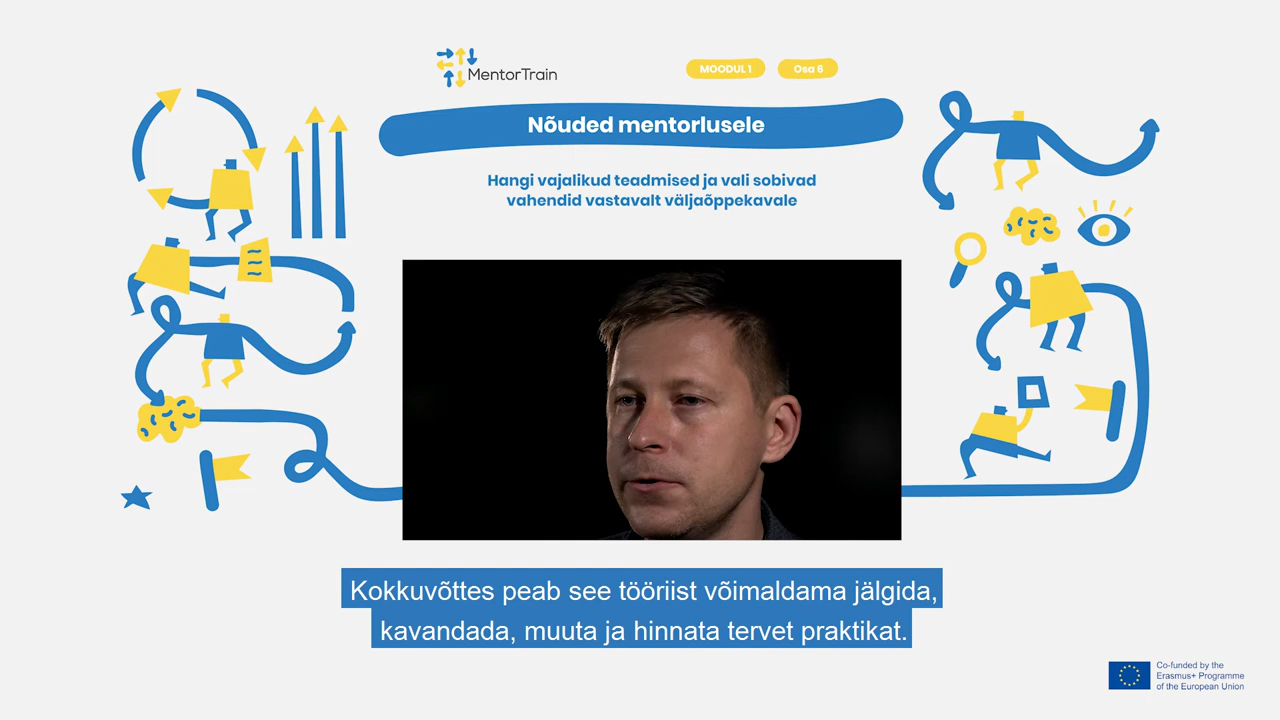 MentorTrain
MOODUL 1
Osa 6
Nõuded mentorlusele
Hangi vajalikud teadmised ja vali sobivad
vahendid vastavalt väljaõppekavale
Kokkuvõttes peab see tööriist võimaldama jälgida,
kavandada, muuta ja hinnata tervet praktikat.
Co-funded by the
Erasmus+ Programme
of the European Union